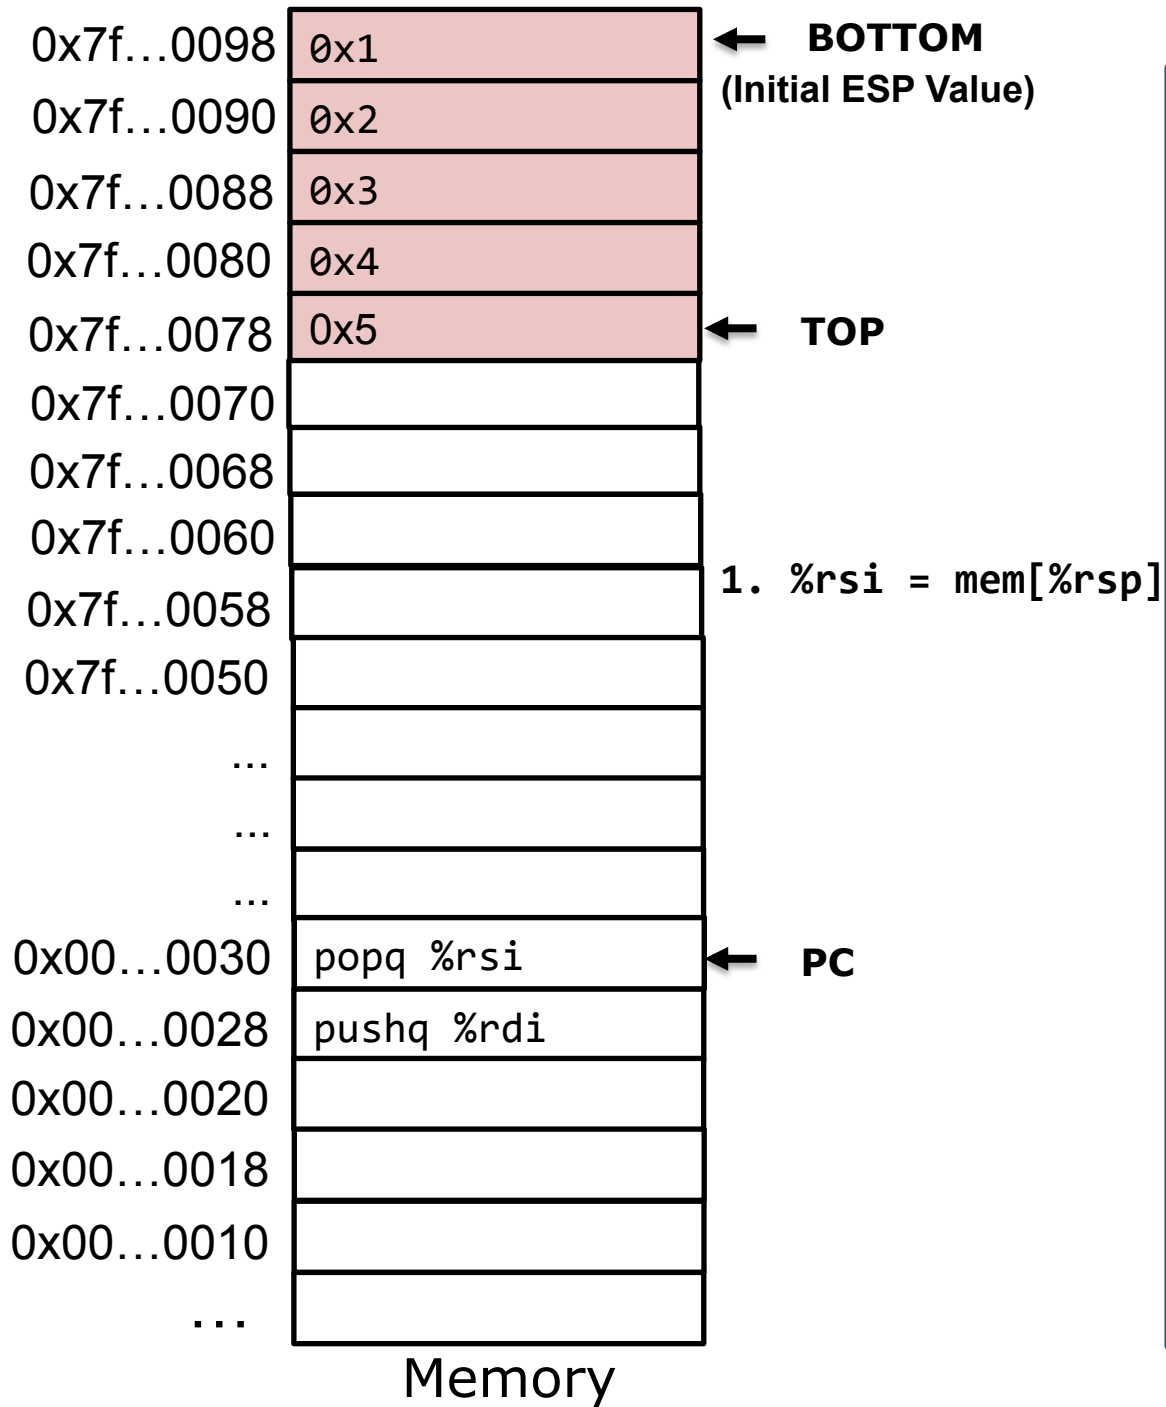 0x7f…0098 0x1 BOTTOM
(Initial ESP Value)
0x7f…0090 0x2
0x7f…0088 0x3
0x7f…0080 0x4
0x7f…0078 0x5 TOP
0x7f…0070
0x7f…0068
0x7f…0060
1. %rsi = mem[%rsp]
0x7f…0058
0x7f…0050
...
...
...
0x00…0030 popq %rsi PC
0x00…0028 pushq %rdi
0x00…0020
0x00…0018
0x00…0010
...
Memory